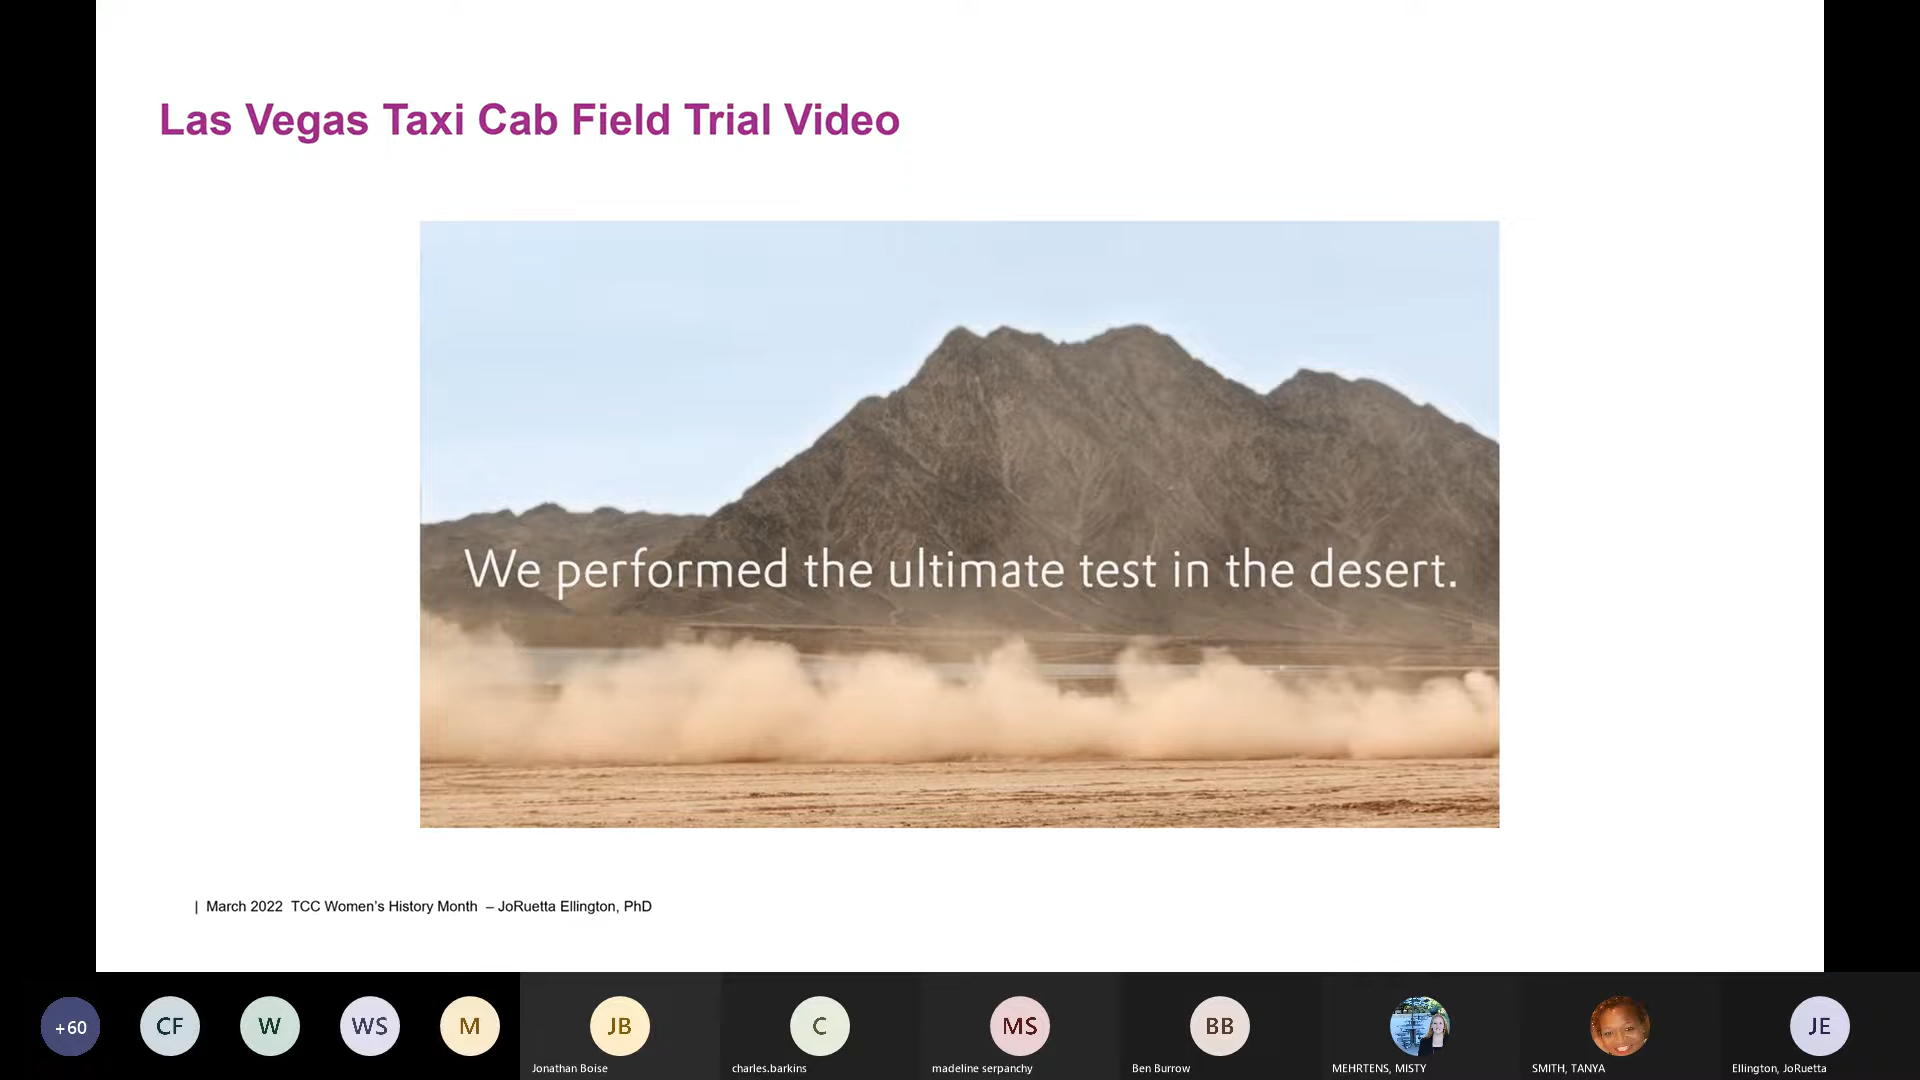 Las Vegas Taxi Cab Field Trial Video
We performed the ultimate test in the desert.
| March 2022 TCC Women's History Month – JoRuetta Ellington, PhD
+60
CF
W
WS
M
JB
C
MS
BB
JE
Jonathan Boise
charles.barkins
madeline serpanchy
Ben Burrow
MEHRTENS, MISTY
SMITH, TANYA
Ellington, JoRuetta